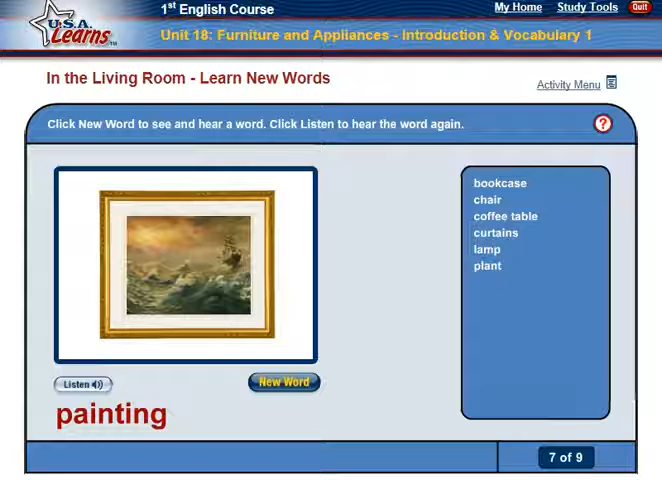 U.S.A.
Learns™
1st English Course
My Home
Study Tools
Quit
Unit 18: Furniture and Appliances - Introduction & Vocabulary 1
In the Living Room - Learn New Words
Activity Menu
Click New Word to see and hear a word. Click Listen to hear the word again.
?
bookcase
chair
coffee table
curtains
lamp
plant
Listen
New Word
painting
7 of 9